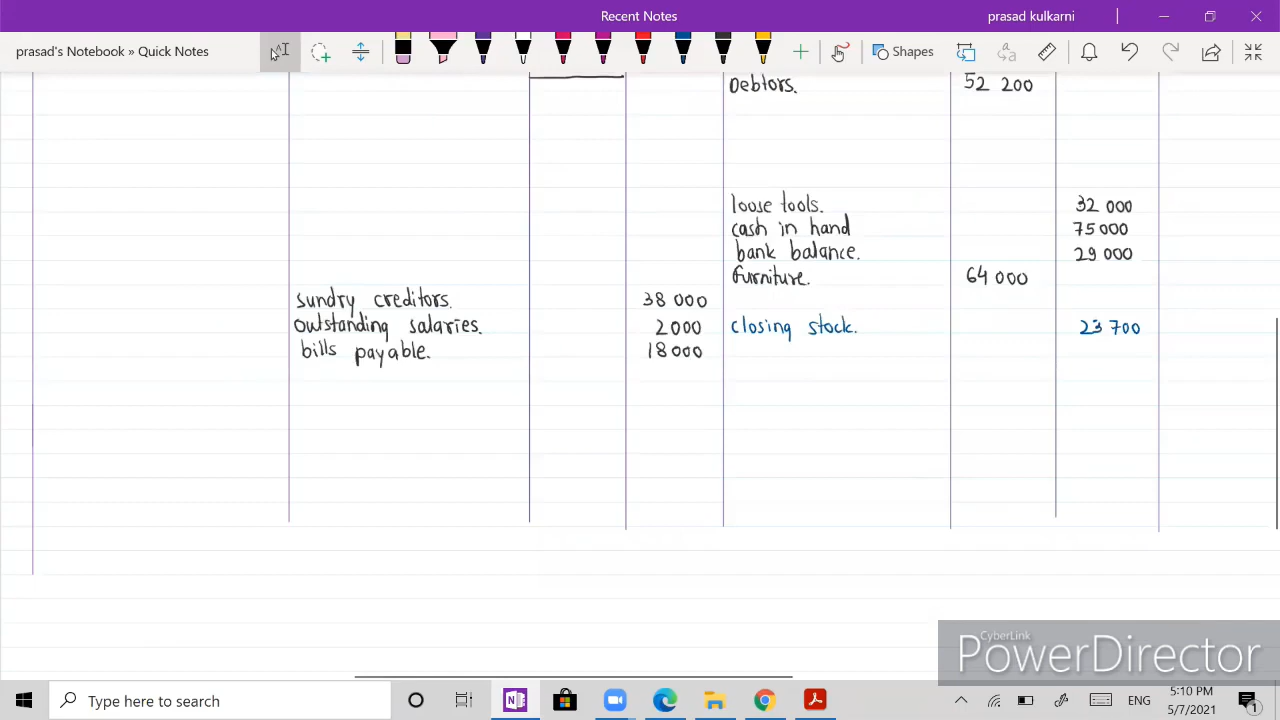 Recent Notes
prasad kulkarni
prasad's Notebook » Quick Notes
Shapes
Debtors. 52 200
loose tools. 32 000
cash in hand 75 000
bank balance. 29 000
furniture. 64 000
sundry creditors. 38 000
outstanding salaries. 2 000 closing stock. 23 700
bills payable. 18 000
CyberLink
PowerDirector
Type here to search
ENG
5:10 PM
5/7/2021
1